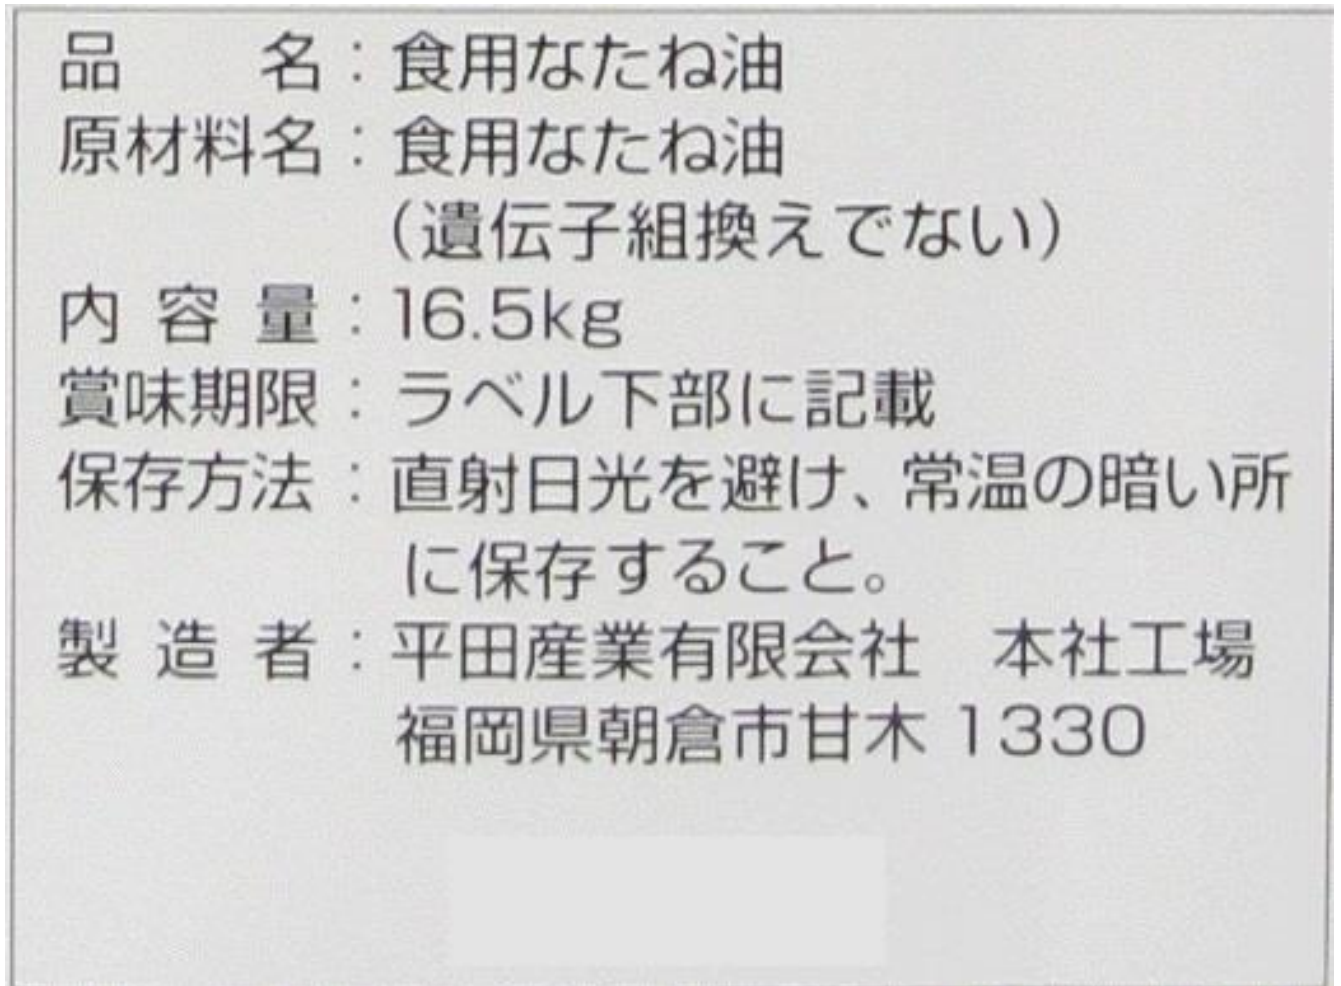 品　　名：食用なたね油
原材料名：食用なたね油
（遺伝子組換えでない）
内 容 量：16.5kg
賞味期限：ラベル下部に記載
保存方法：直射日光を避け、常温の暗い所
に保存すること。
製 造 者：平田産業有限会社　本社工場
福岡県朝倉市甘木 1330